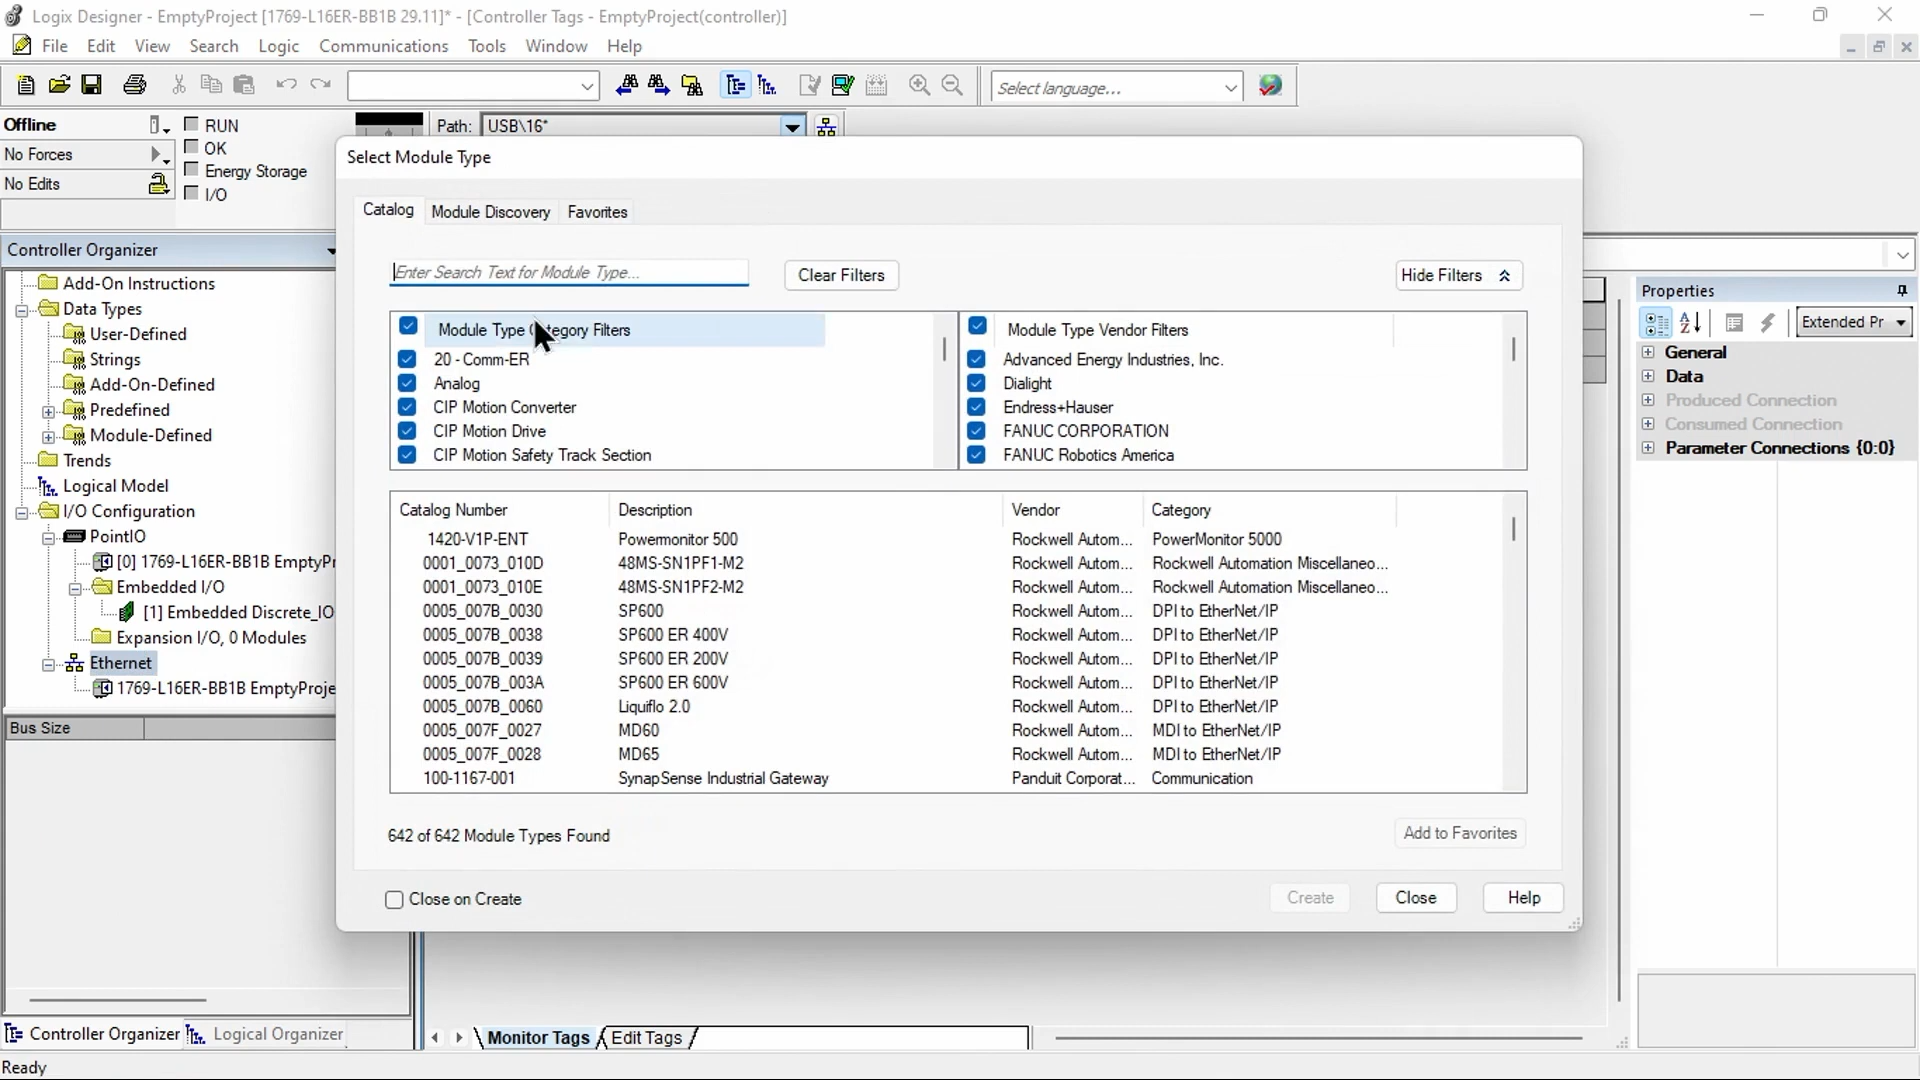 Logix Designer - EmptyProject [1769-L16ER-BB1B 29.11]* - [Controller Tags - EmptyProject(controller)]
File Edit View Search Logic Communications Tools Window Help
Select language...
Offline RUN Path: USB\16*
OK
No Forces
Energy Storage
No Edits
I/O
Select Module Type
Catalog Module Discovery Favorites
Controller Organizer
Enter Search Text for Module Type... Clear Filters Hide Filters
Add-On Instructions
Data Types
User-Defined
Strings
Add-On-Defined
Predefined
Module-Defined
Trends
Logical Model
I/O Configuration
PointIO
[0] 1769-L16ER-BB1B EmptyPr
Embedded I/O
[1] Embedded Discrete_IO
Expansion I/O, 0 Modules
Ethernet
1769-L16ER-BB1B EmptyProje
Bus Size
Module Type Category Filters
20 - Comm-ER
Analog
CIP Motion Converter
CIP Motion Drive
CIP Motion Safety Track Section
Module Type Vendor Filters
Advanced Energy Industries, Inc.
Dialight
Endress+Hauser
FANUC CORPORATION
FANUC Robotics America
Catalog Number Description Vendor Category
1420-V1P-ENT Powermonitor 500 Rockwell Autom... PowerMonitor 5000
0001_0073_010D 48MS-SN1PF1-M2 Rockwell Autom... Rockwell Automation Miscellaneo...
0001_0073_010E 48MS-SN1PF2-M2 Rockwell Autom... Rockwell Automation Miscellaneo...
0005_007B_0030 SP600 Rockwell Autom... DPI to EtherNet/IP
0005_007B_0038 SP600 ER 400V Rockwell Autom... DPI to EtherNet/IP
0005_007B_0039 SP600 ER 200V Rockwell Autom... DPI to EtherNet/IP
0005_007B_003A SP600 ER 600V Rockwell Autom... DPI to EtherNet/IP
0005_007B_0060 Liquiflo 2.0 Rockwell Autom... DPI to EtherNet/IP
0005_007F_0027 MD60 Rockwell Autom... MDI to EtherNet/IP
0005_007F_0028 MD65 Rockwell Autom... MDI to EtherNet/IP
100-1167-001 SynapSense Industrial Gateway Panduit Corporat... Communication
642 of 642 Module Types Found Add to Favorites
Close on Create Create Close Help
Properties
Extended Pr
General
Data
Produced Connection
Consumed Connection
Parameter Connections {0:0}
Controller Organizer Logical Organizer
Monitor Tags Edit Tags
Ready